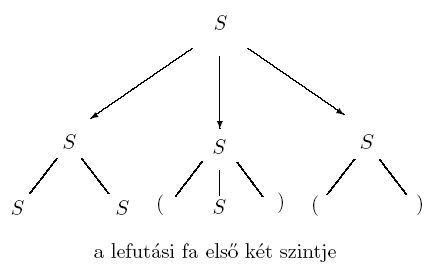 S
S S S
S S ( S ) ( )
a lefutási fa első két szintje